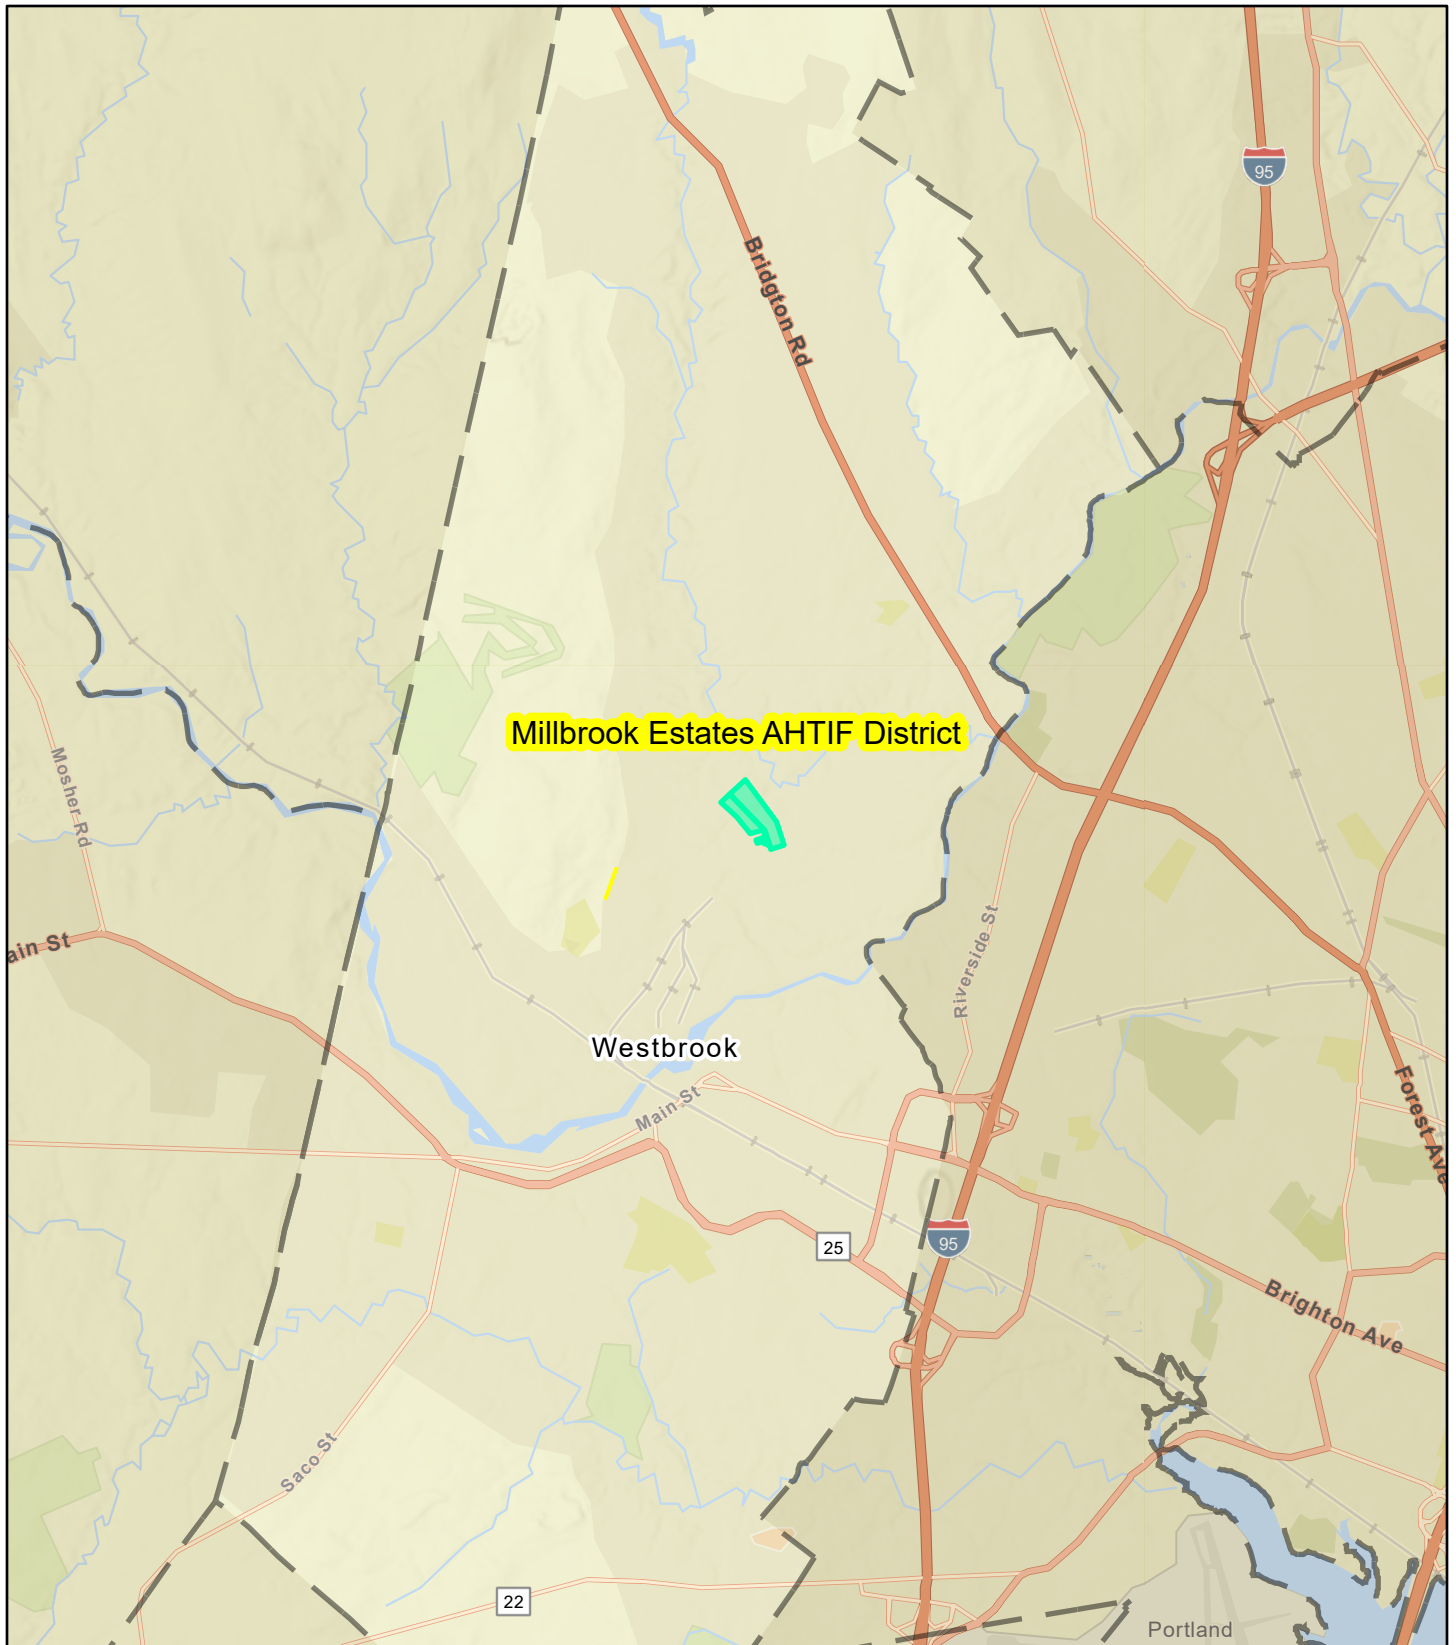 95
Bridgton Rd
Millbrook Estates AHTIF District
Mosher Rd
ain St
Riverside St
Westbrook
Main St
Forest Ave
25
95
Brighton Ave
Saco St
22
Portland